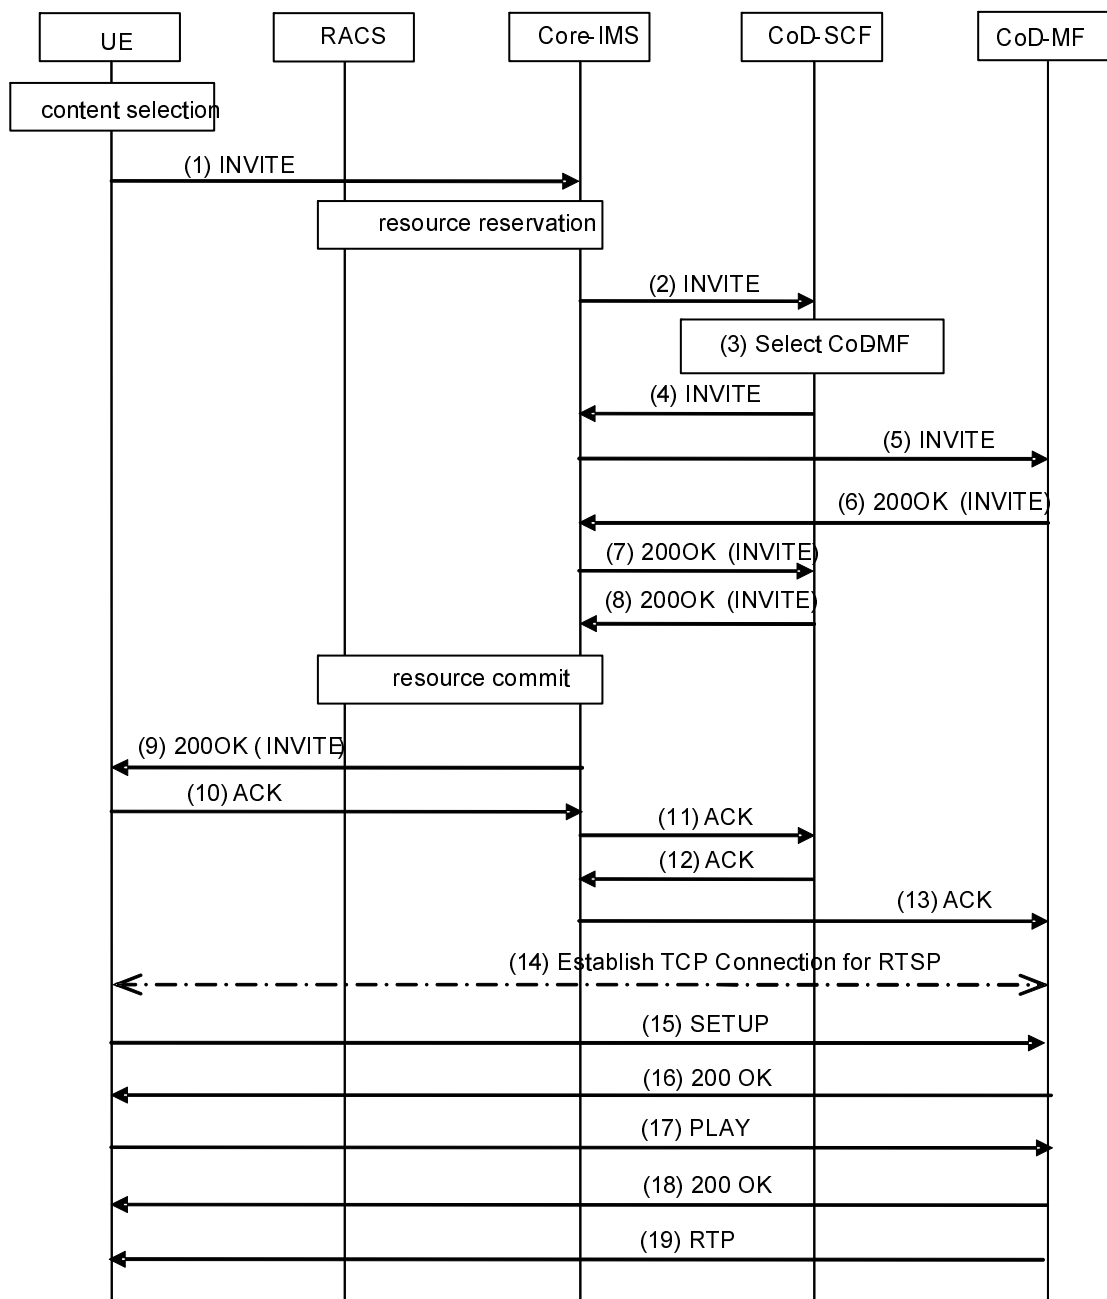 UE
RACS
Core-IMS
CoD-SCF
CoD-MF
content selection
(1) INVITE
resource reservation
(2) INVITE
(3) Select CoD-MF
(4) INVITE
(5) INVITE
(6) 200OK (INVITE)
(7) 200OK (INVITE)
(8) 200OK (INVITE)
resource commit
(9) 200OK (INVITE)
(10) ACK
(11) ACK
(12) ACK
(13) ACK
(14) Establish TCP Connection for RTSP
(15) SETUP
(16) 200 OK
(17) PLAY
(18) 200 OK
(19) RTP